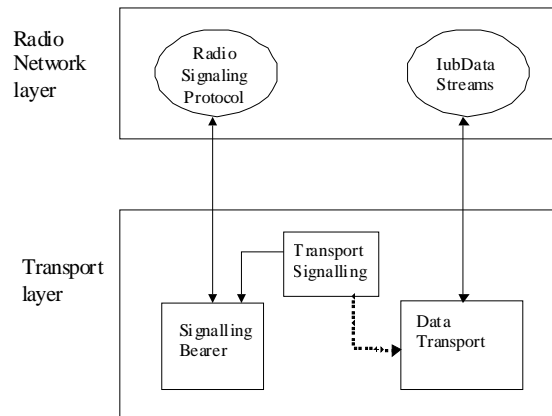 Radio
Network
layer
Radio
Signaling
Protocol
IubData
Streams
Transport
layer
Transport
Signalling
Signalling
Bearer
Data
Transport